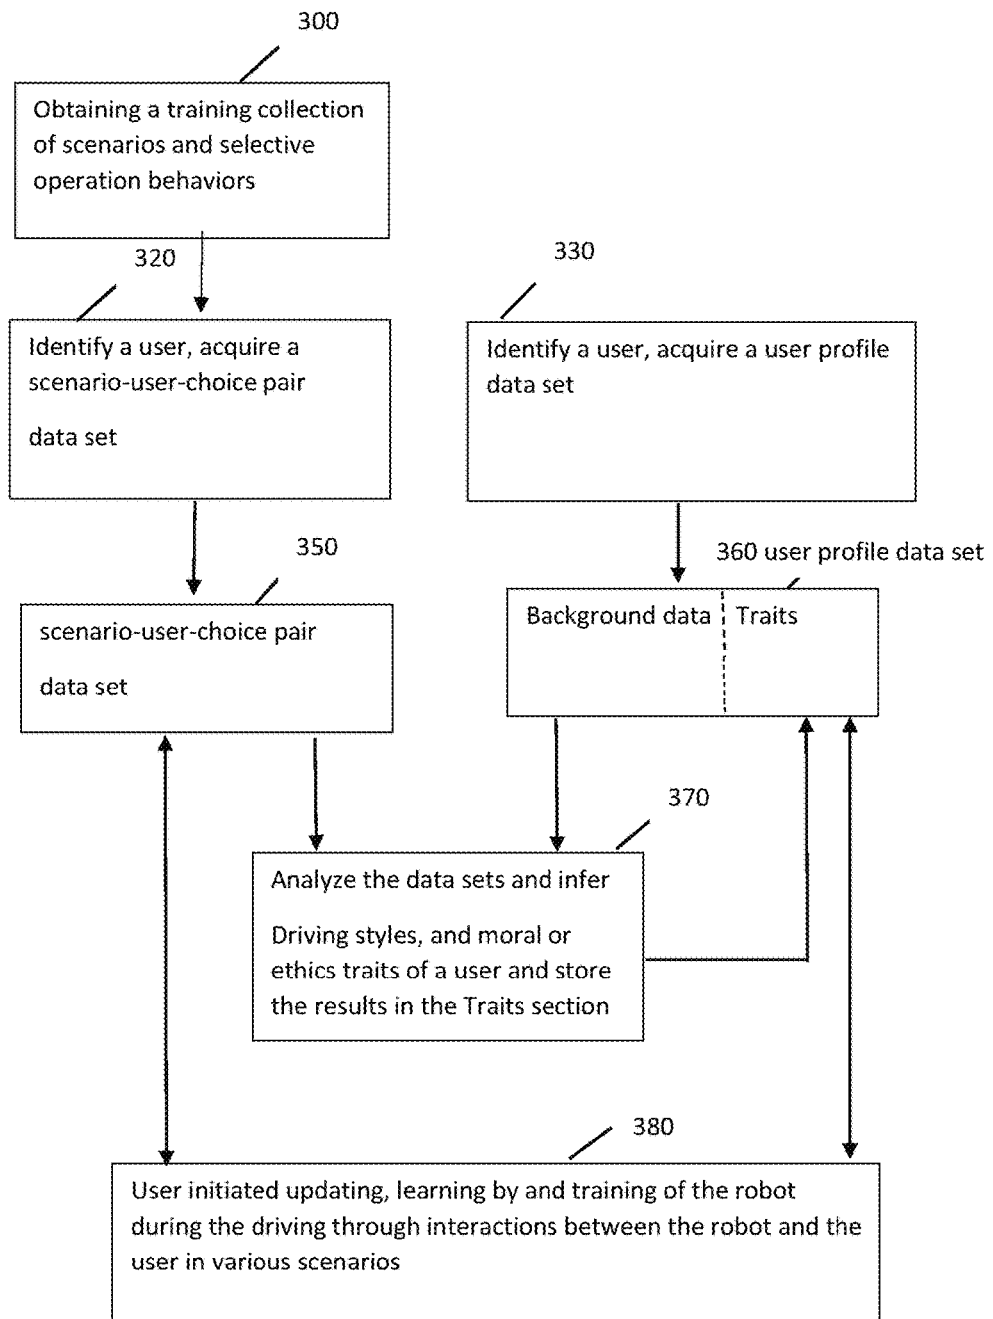 300
Obtaining a training collection
of scenarios and selective
operation behaviors
320
330
Identify a user, acquire a
scenario-user-choice pair
data set
Identify a user, acquire a user profile
data set
350
360 user profile data set
scenario-user-choice pair
data set
Background data
Traits
370
Analyze the data sets and infer
Driving styles, and moral or
ethics traits of a user and store
the results in the Traits section
380
User initiated updating, learning by and training of the robot
during the driving through interactions between the robot and the
user in various scenarios